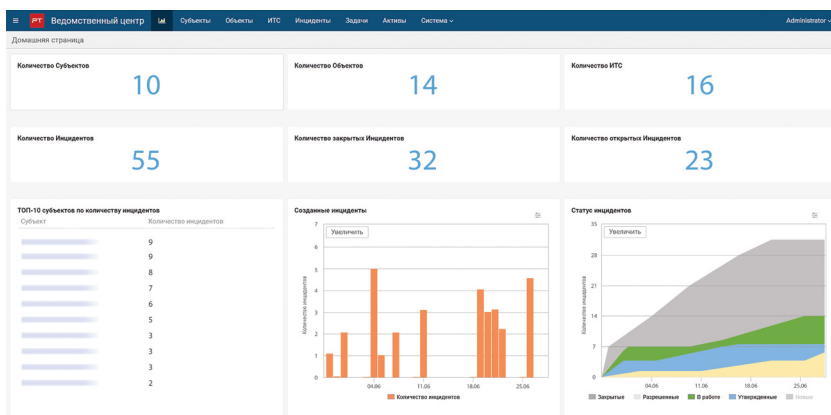 PT Ведомственный центр Субъекты Объекты ИТС Инциденты Задачи Активы Система Administrator
Домашняя страница
Количество Субъектов
10
Количество Объектов
14
Количество ИТС
16
Количество Инцидентов
55
Количество закрытых Инцидентов
32
Количество открытых Инцидентов
23
ТОП-10 субъектов по количеству инцидентов
Субъект Количество инцидентов
9
9
8
7
6
5
3
3
3
2
Созданные инциденты
Увеличить
Количество инцидентов
7
6
5
4
3
2
1
0
04.06 11.06 18.06 25.06
Количество инцидентов
Статус инцидентов
Увеличить
Количество инцидентов
35
28
21
14
7
0
04.06 11.06 18.06 25.06
Закрытые Разрешенные В работе Утвержденные Новые